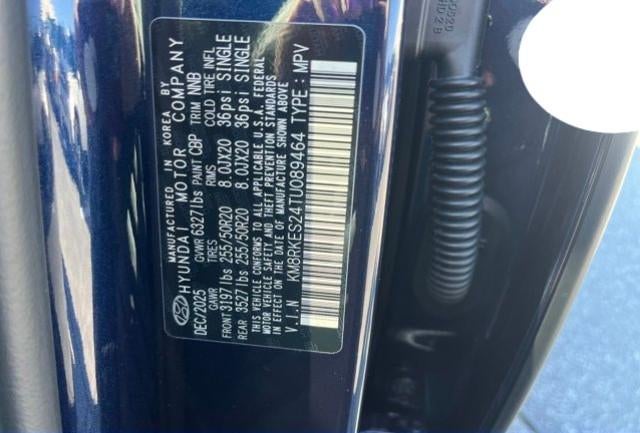 MANUFACTURED IN KOREA BY
HYUNDAI MOTOR COMPANY
DEC/2025 GVWR 6327lbs PAINT CBP TRIM NNB
GAWR TIRES RIMS COLD TIRE INFL
FRONT 3197lbs 255/50R20 8.0JX20 36psi SINGLE
REAR 3527lbs 255/50R20 8.0JX20 36psi SINGLE
THIS VEHICLE CONFORMS TO ALL APPLICABLE U.S.A. FEDERAL
MOTOR VEHICLE SAFETY AND THEFT PREVENTION STANDARDS
IN EFFECT ON THE DATE OF MANUFACTURE SHOWN ABOVE
V.I.N KM8RKES24TU089464 TYPE : MPV